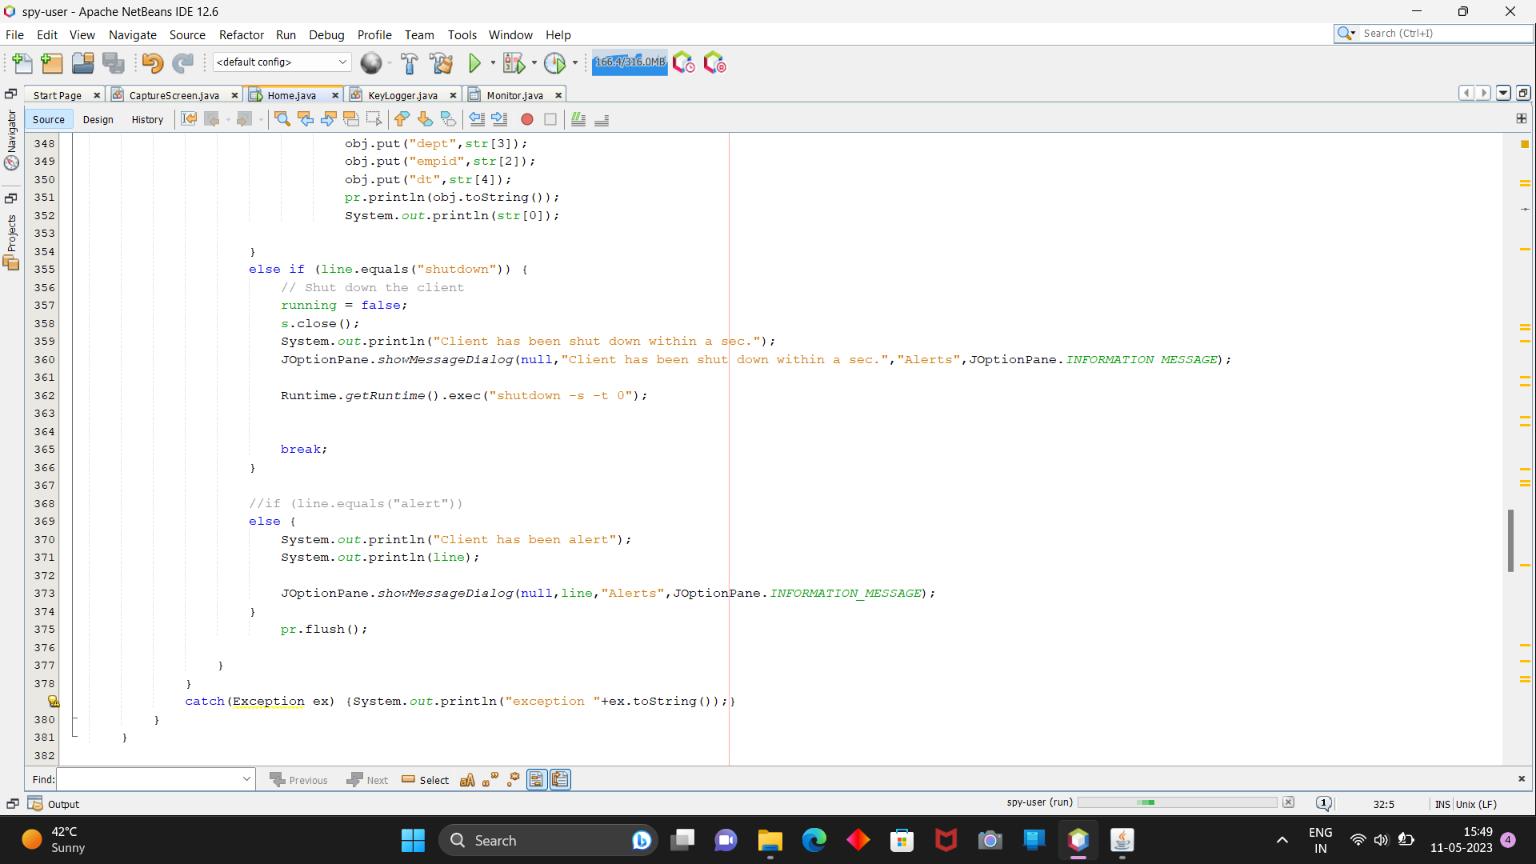 spy-user - Apache NetBeans IDE 12.6
File Edit View Navigate Source Refactor Run Debug Profile Team Tools Window Help
Search (Ctrl+I)
<default config>
166.4/316.0MB
Start Page CaptureScreen.java Home.java KeyLogger.java Monitor.java
Source Design History
Navigator
Projects
348 obj.put("dept",str[3]);
349 obj.put("empid",str[2]);
350 obj.put("dt",str[4]);
351 pr.println(obj.toString());
352 System.out.println(str[0]);
353
354 }
355 else if (line.equals("shutdown")) {
356 // Shut down the client
357 running = false;
358 s.close();
359 System.out.println("Client has been shut down within a sec.");
360 JOptionPane.showMessageDialog(null,"Client has been shut down within a sec.","Alerts",JOptionPane.INFORMATION_MESSAGE);
361
362 Runtime.getRuntime().exec("shutdown -s -t 0");
363
364
365 break;
366 }
367
368 //if (line.equals("alert"))
369 else {
370 System.out.println("Client has been alert");
371 System.out.println(line);
372
373 JOptionPane.showMessageDialog(null,line,"Alerts",JOptionPane.INFORMATION_MESSAGE);
374 }
375 pr.flush();
376
377 }
378 }
catch(Exception ex) {System.out.println("exception "+ex.toString());}
380 }
381 }
382
Find: Previous Next Select
Output spy-user (run) 1 32:5 INS Unix (LF)
42°C
Sunny
Search
ENG
IN
15:49
11-05-2023
4